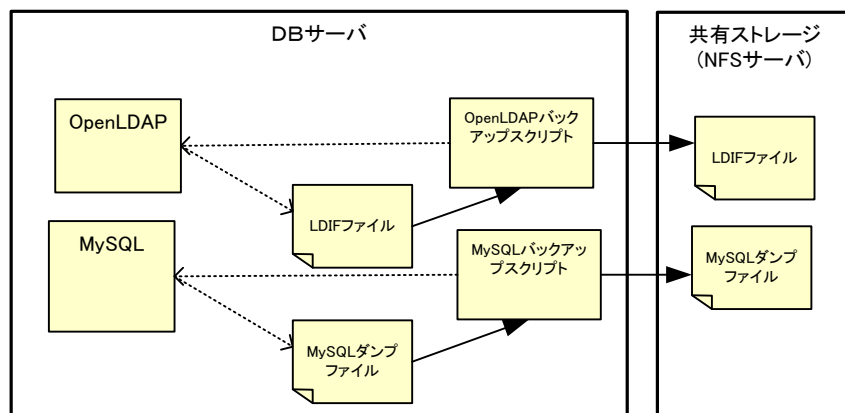 DBサーバ
共有ストレージ
(NFSサーバ)
OpenLDAP
OpenLDAPバック
アップスクリプト
LDIFファイル
LDIFファイル
MySQL
MySQLバックアッ
プスクリプト
MySQLダンプ
ファイル
MySQLダンプ
ファイル